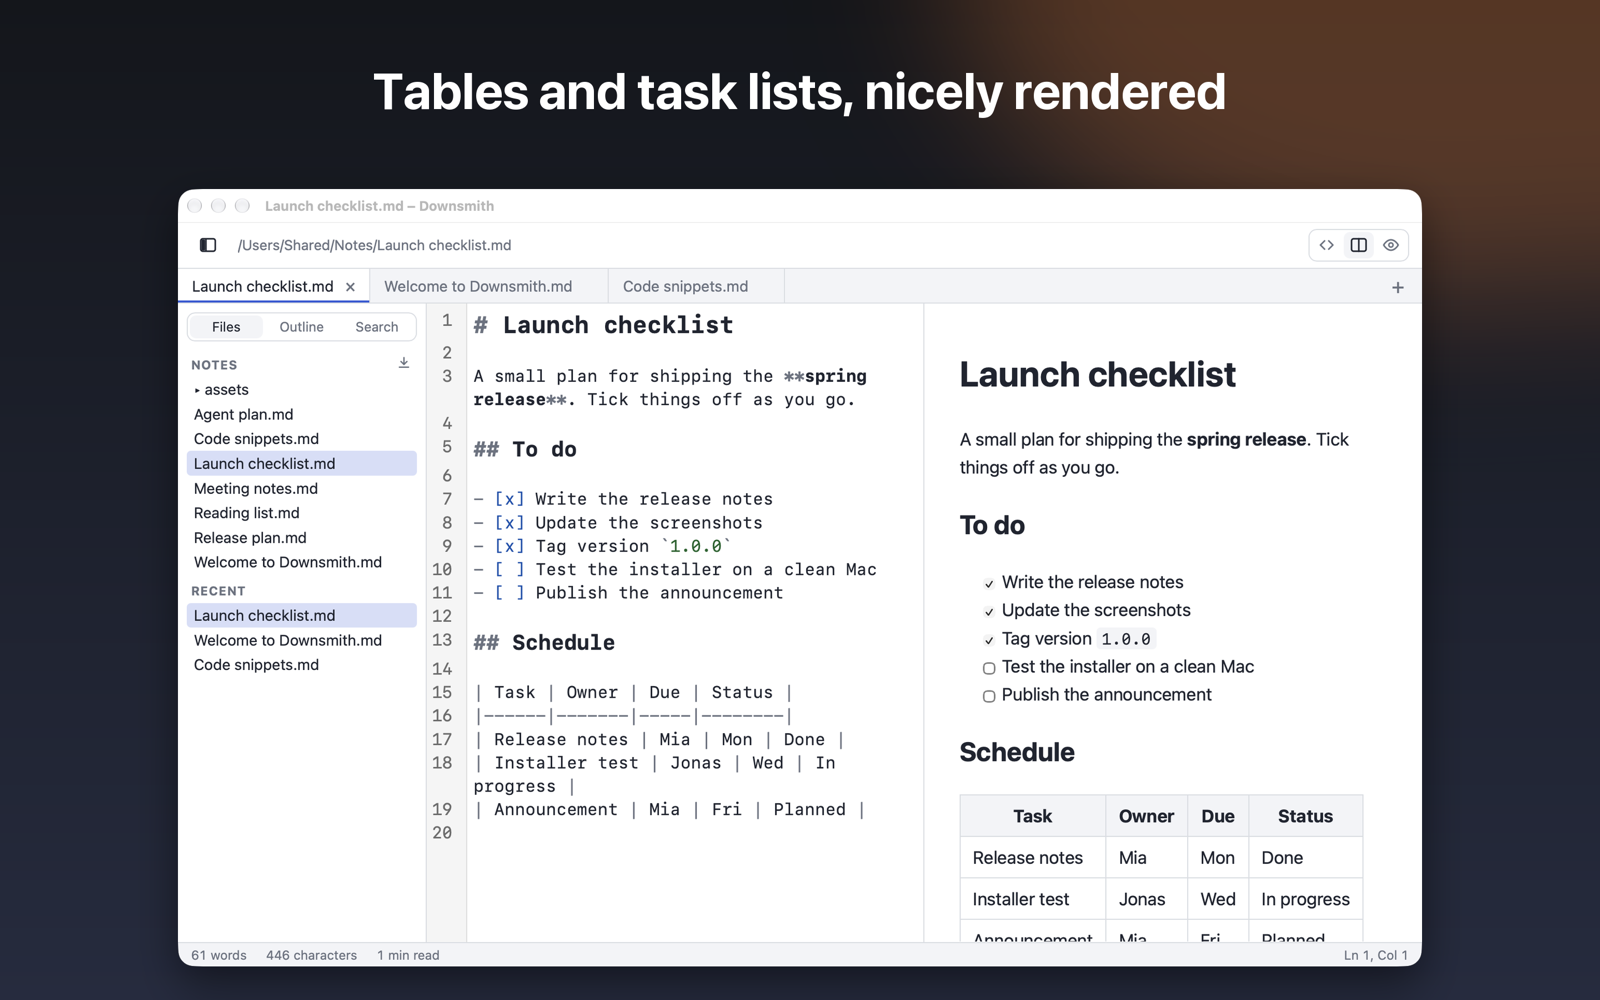 Tables and task lists, nicely rendered
Launch checklist.md – Downsmith
/Users/Shared/Notes/Launch checklist.md
Launch checklist.md
Welcome to Downsmith.md
Code snippets.md
Files
Outline
Search
NOTES
assets
Agent plan.md
Code snippets.md
Launch checklist.md
Meeting notes.md
Reading list.md
Release plan.md
Welcome to Downsmith.md
RECENT
Launch checklist.md
Welcome to Downsmith.md
Code snippets.md
1 # Launch checklist
2
3 A small plan for shipping the **spring
release**. Tick things off as you go.
4
5 ## To do
6
7 - [x] Write the release notes
8 - [x] Update the screenshots
9 - [x] Tag version `1.0.0`
10 - [ ] Test the installer on a clean Mac
11 - [ ] Publish the announcement
12
13 ## Schedule
14
15 | Task | Owner | Due | Status |
16 |------|-------|-----|--------|
17 | Release notes | Mia | Mon | Done |
18 | Installer test | Jonas | Wed | In
progress |
19 | Announcement | Mia | Fri | Planned |
20
Launch checklist
A small plan for shipping the spring release. Tick
things off as you go.
To do
Write the release notes
Update the screenshots
Tag version 1.0.0
Test the installer on a clean Mac
Publish the announcement
Schedule
Task Owner Due Status
Release notes Mia Mon Done
Installer test Jonas Wed In progress
Announcement Mia Fri Planned
61 words 446 characters 1 min read
Ln 1, Col 1